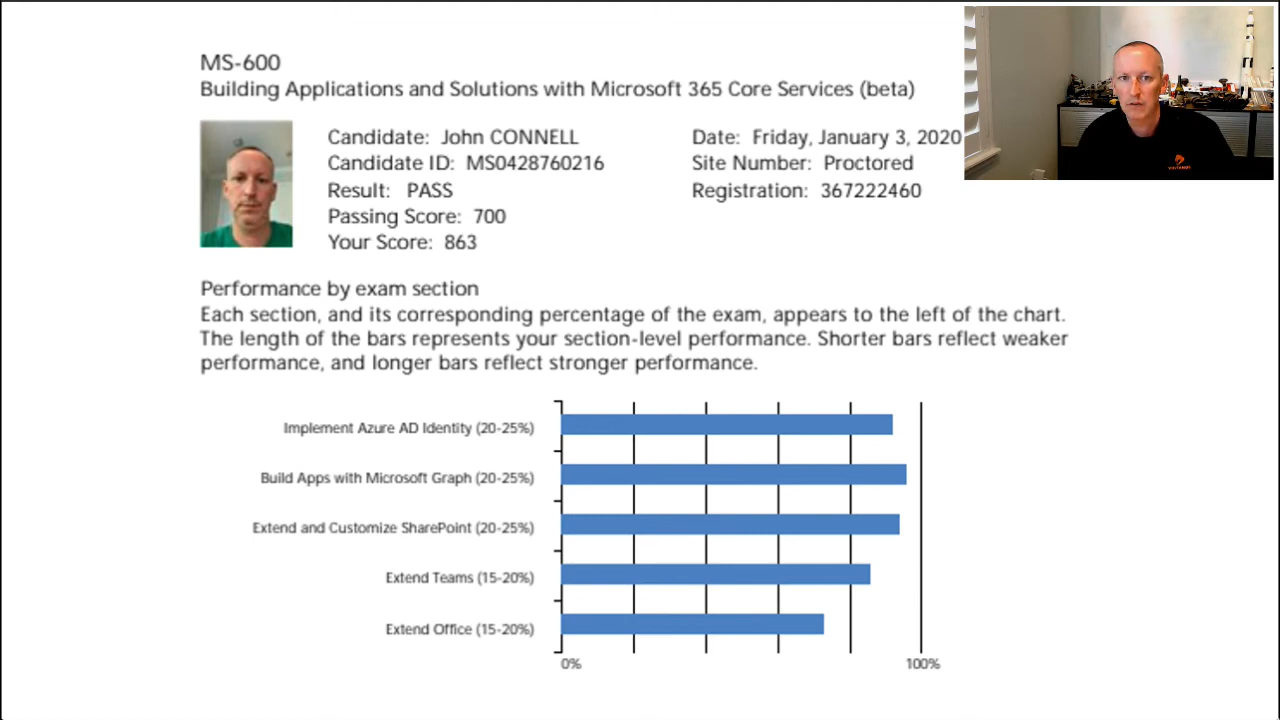 MS-600
Building Applications and Solutions with Microsoft 365 Core Services (beta)
Candidate: John CONNELL
Candidate ID: MS0428760216
Result: PASS
Passing Score: 700
Your Score: 863
Date: Friday, January 3, 2020
Site Number: Proctored
Registration: 367222460
Performance by exam section
Each section, and its corresponding percentage of the exam, appears to the left of the chart.
The length of the bars represents your section-level performance. Shorter bars reflect weaker
performance, and longer bars reflect stronger performance.
Implement Azure AD Identity (20-25%)
Build Apps with Microsoft Graph (20-25%)
Extend and Customize SharePoint (20-25%)
Extend Teams (15-20%)
Extend Office (15-20%)
0%
100%